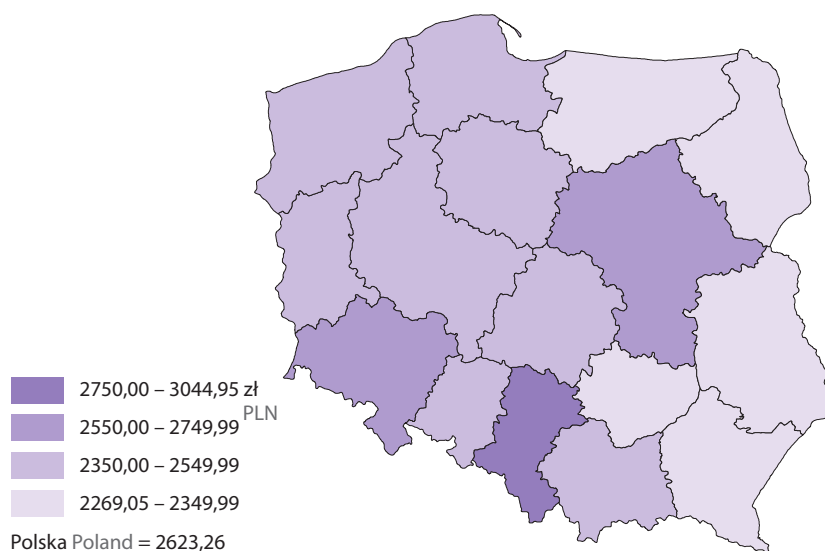 2750,00 – 3044,95 zł
PLN
2550,00 – 2749,99
2350,00 – 2549,99
2269,05 – 2349,99
Polska Poland = 2623,26